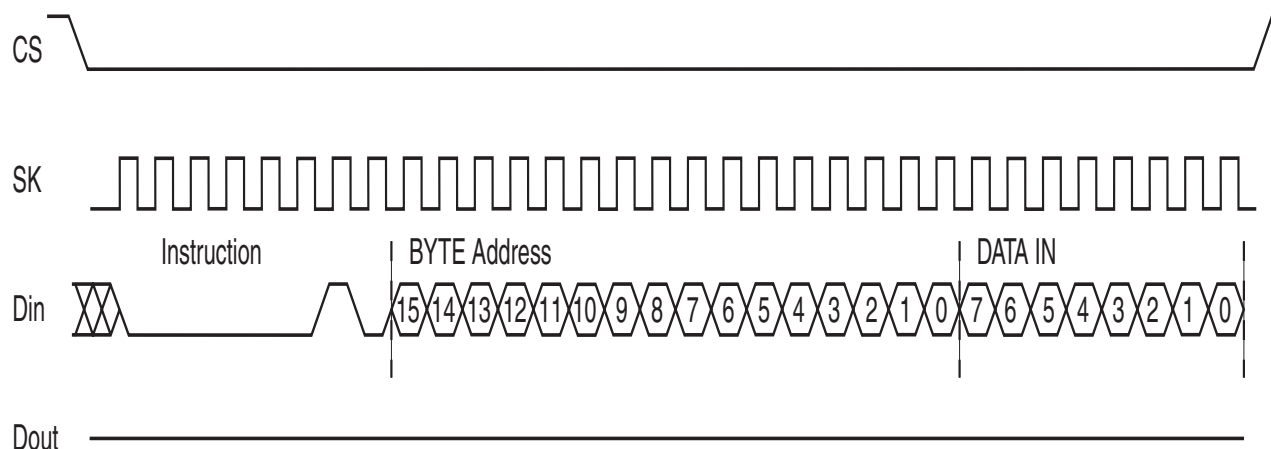 CS
SK
Instruction BYTE Address DATA IN
Din 15 14 13 12 11 10 9 8 7 6 5 4 3 2 1 0 7 6 5 4 3 2 1 0
Dout